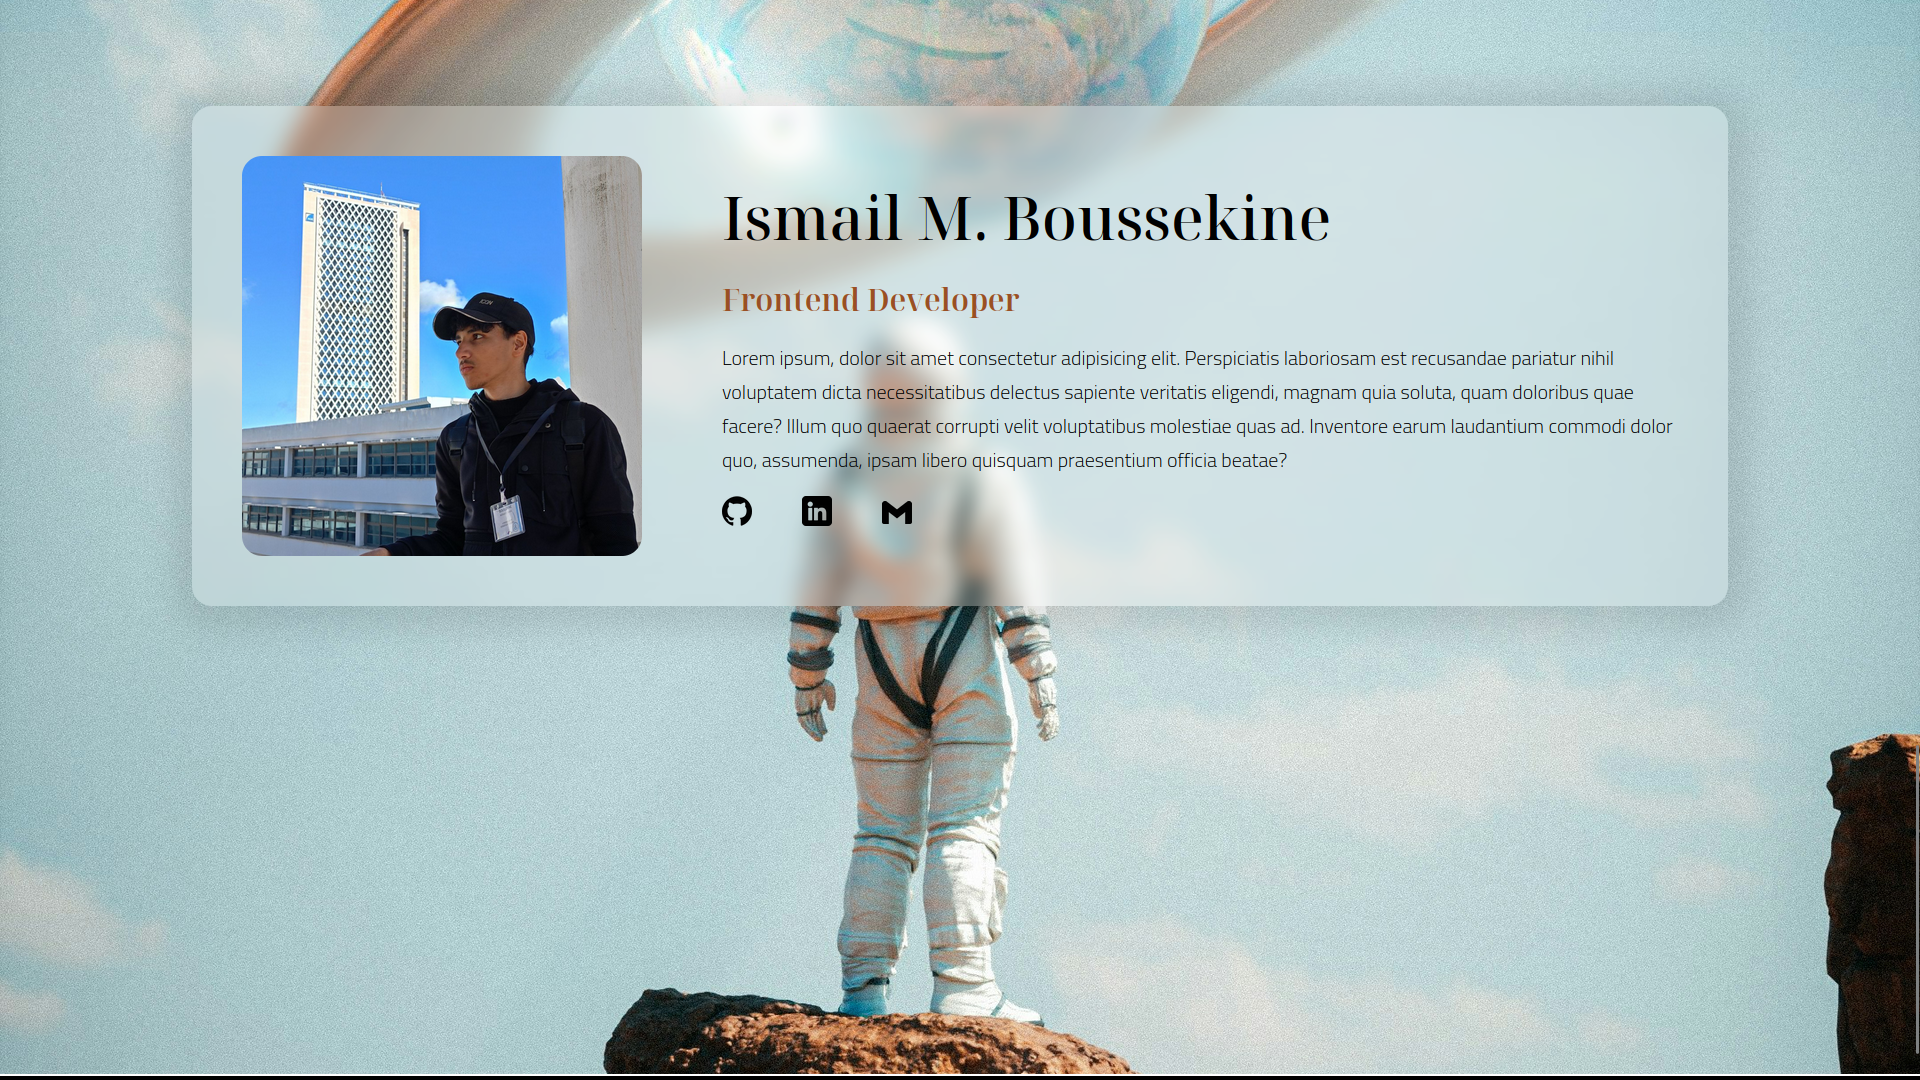 Ismail M. Boussekine
Frontend Developer
Lorem ipsum, dolor sit amet consectetur adipisicing elit. Perspiciatis laboriosam est recusandae pariatur nihil
voluptatem dicta necessitatibus delectus sapiente veritatis eligendi, magnam quia soluta, quam doloribus quae
facere? Illum quo quaerat corrupti velit voluptatibus molestiae quas ad. Inventore earum laudantium commodi dolor
quo, assumenda, ipsam libero quisquam praesentium officia beatae?
in